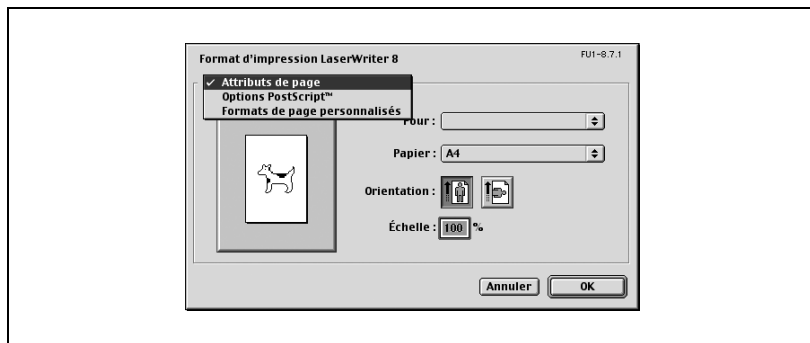 Format d'impression LaserWriter 8
FU1-8.7.1
✓ Attributs de page
Options PostScript™
Formats de page personnalisés
Pour :
Papier : A4
Orientation :
Échelle : 100 %
Annuler
OK